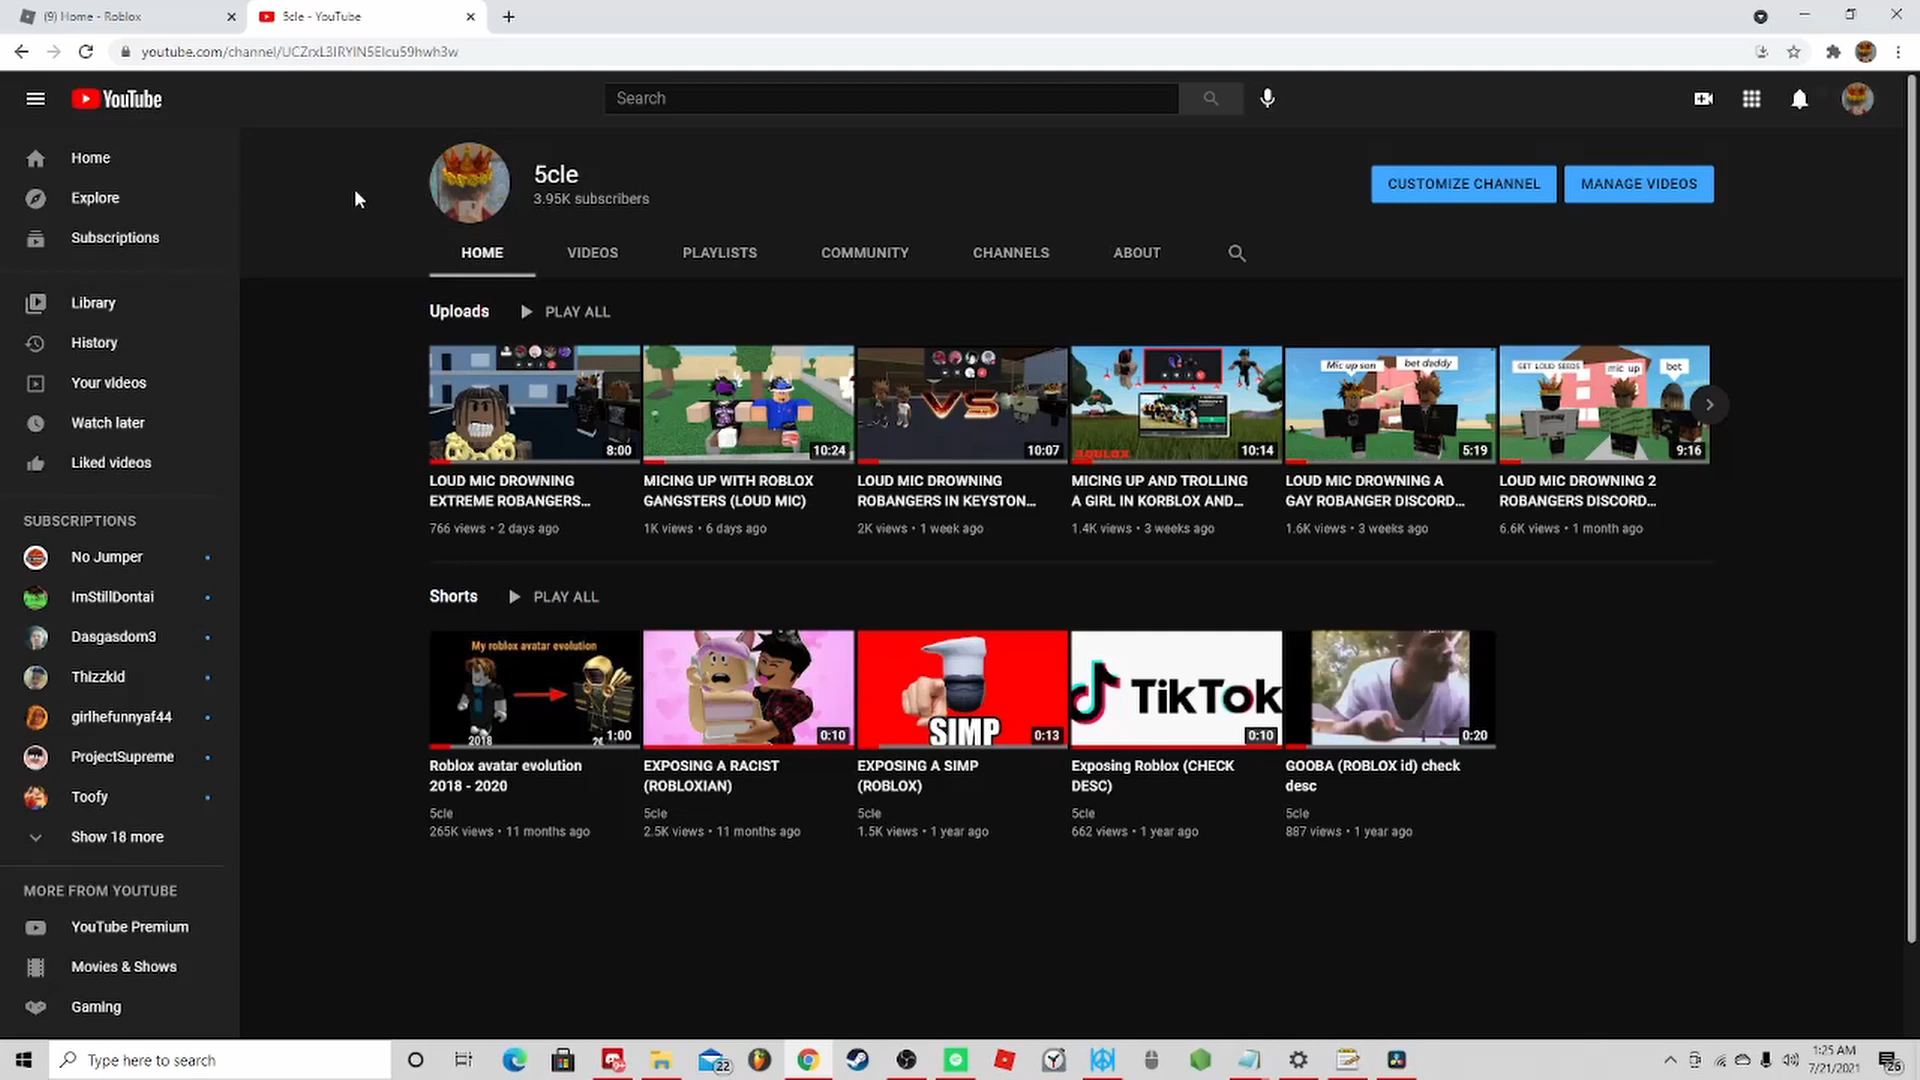 (9) Home - Roblox
5cle - YouTube
youtube.com/channel/UCZrxL3lRYIN5Elcu59hwh3w
YouTube
Search
Home
Explore
Subscriptions
Library
History
Your videos
Watch later
Liked videos
SUBSCRIPTIONS
No Jumper
ImStillDontai
Dasgasdom3
ThIzzkId
girlhefunnyaf44
ProjectSupreme
Toofy
Show 18 more
MORE FROM YOUTUBE
YouTube Premium
Movies & Shows
Gaming
5cle
3.95K subscribers
CUSTOMIZE CHANNEL
MANAGE VIDEOS
HOME VIDEOS PLAYLISTS COMMUNITY CHANNELS ABOUT
Uploads PLAY ALL
8:00
LOUD MIC DROWNING
EXTREME ROBANGERS...
766 views • 2 days ago
10:24
MICING UP WITH ROBLOX
GANGSTERS (LOUD MIC)
1K views • 6 days ago
VS
10:07
LOUD MIC DROWNING
ROBANGERS IN KEYSTON...
2K views • 1 week ago
ROBLOX
10:14
MICING UP AND TROLLING
A GIRL IN KORBLOX AND...
1.4K views • 3 weeks ago
Mic up son
bet daddy
5:19
LOUD MIC DROWNING A
GAY ROBANGER DISCORD...
1.6K views • 3 weeks ago
GET LOUD SEEDS
mic up
bet
9:16
LOUD MIC DROWNING 2
ROBANGERS DISCORD...
6.6K views • 1 month ago
Shorts PLAY ALL
My roblox avatar evolution
2018
1:00
Roblox avatar evolution
2018 - 2020
5cle
265K views • 11 months ago
0:10
EXPOSING A RACIST
(ROBLOXIAN)
5cle
2.5K views • 11 months ago
SIMP
0:13
EXPOSING A SIMP
(ROBLOX)
5cle
1.5K views • 1 year ago
TikTok
0:10
Exposing Roblox (CHECK
DESC)
5cle
662 views • 1 year ago
0:20
GOOBA (ROBLOX id) check
desc
5cle
887 views • 1 year ago
Type here to search
22
1:25 AM
7/21/2021
26